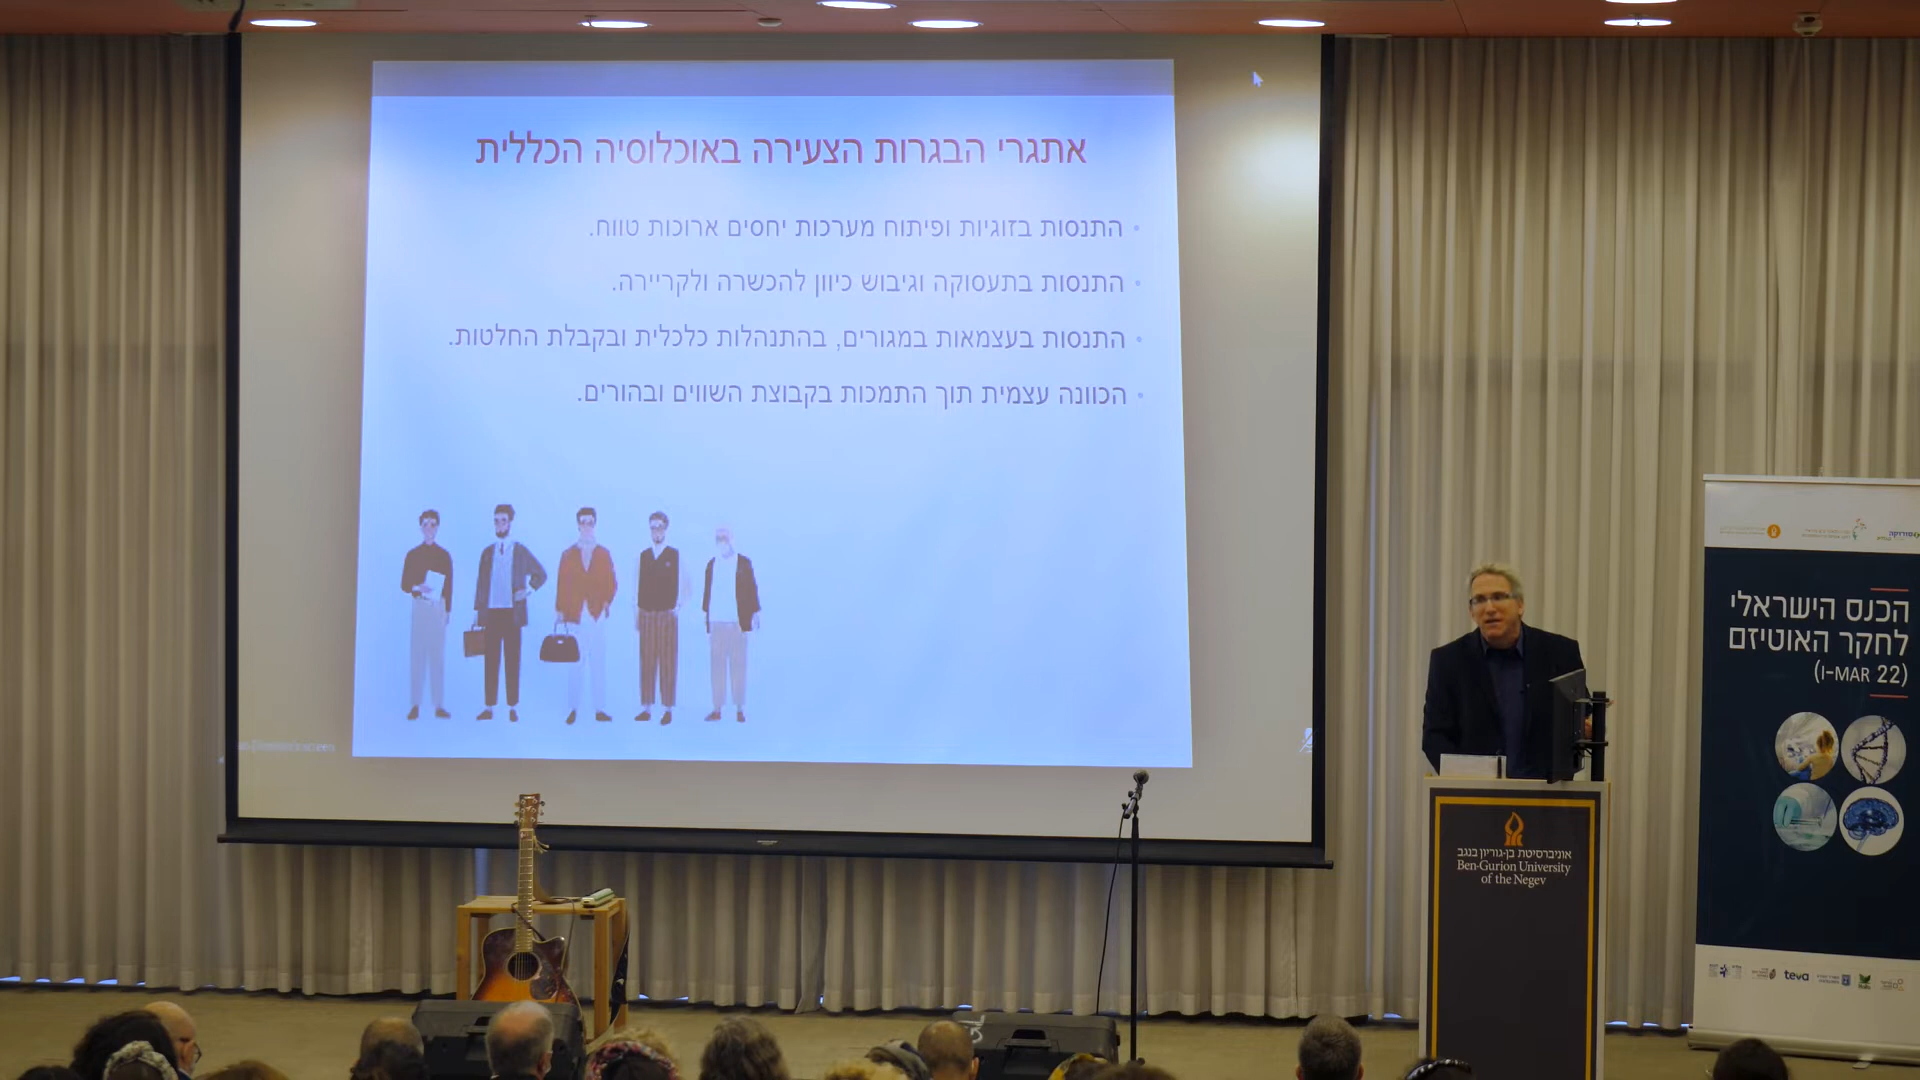 אתגרי הבגרות הצעירה באוכלוסיה הכללית
• התנסות בזוגיות ופיתוח מערכות יחסים ארוכות טווח.
• התנסות בתעסוקה וגיבוש כיוון להכשרה ולקריירה.
• התנסות בעצמאות במגורים, בהתנהלות כלכלית ובקבלת החלטות.
• הכוונה עצמית תוך התמכות בקבוצת השווים ובהורים.
אוניברסיטת בן-גוריון בנגב
Ben-Gurion University
of the Negev
סורוקה
הכנס הישראלי
לחקר האוטיזם
(I-MAR 22)
teva